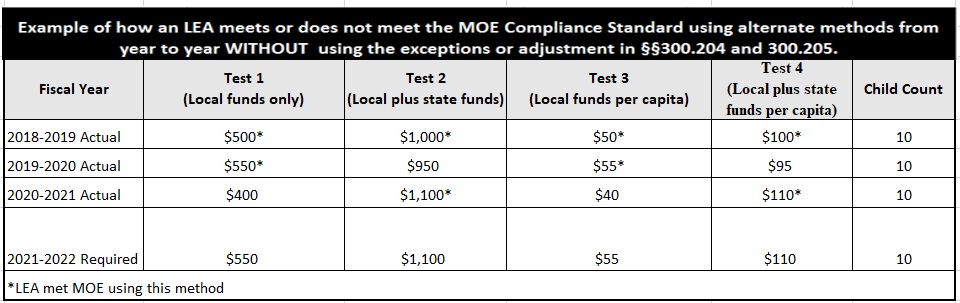 Example of how an LEA meets or does not meet the MOE Compliance Standard using alternate methods from
year to year WITHOUT using the exceptions or adjustment in §§300.204 and 300.205.
Fiscal Year
Test 1
(Local funds only)
Test 2
(Local plus state funds)
Test 3
(Local funds per capita)
Test 4
(Local plus state
funds per capita)
Child Count
2018-2019 Actual $500* $1,000* $50* $100* 10
2019-2020 Actual $550* $950 $55* $95 10
2020-2021 Actual $400 $1,100* $40 $110* 10
2021-2022 Required $550 $1,100 $55 $110 10
*LEA met MOE using this method